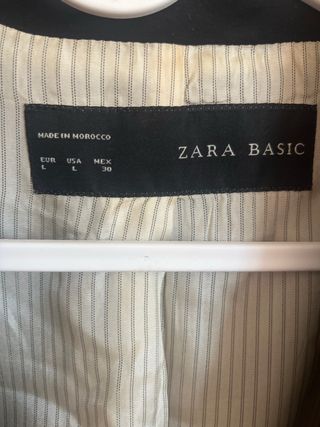 MADE IN MOROCCO
ZARA BASIC
EUR USA MEX
L L 30